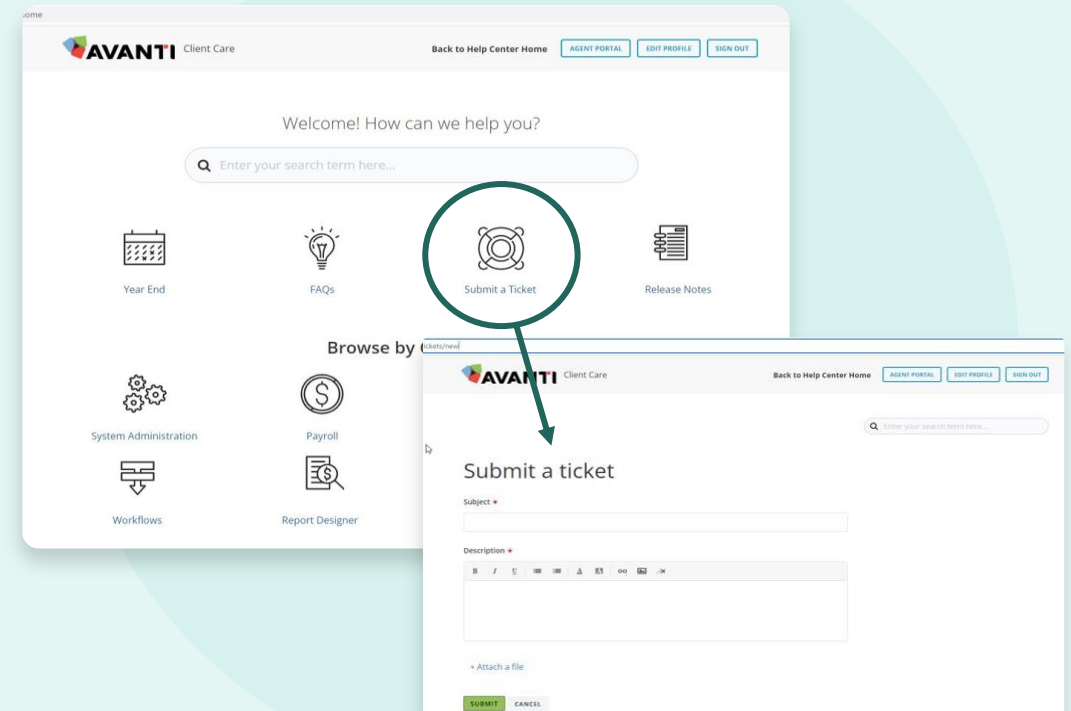 ome
AVANTI Client Care
Back to Help Center Home AGENT PORTAL EDIT PROFILE SIGN OUT
Welcome! How can we help you?
Enter your search term here...
Year End FAQs Submit a Ticket Release Notes
Browse by
System Administration Payroll
Workflows Report Designer
ickets/new
AVANTI Client Care
Back to Help Center Home AGENT PORTAL EDIT PROFILE SIGN OUT
Enter your search term here...
Submit a ticket
Subject *
Description *
B I U A A
+ Attach a file
SUBMIT CANCEL